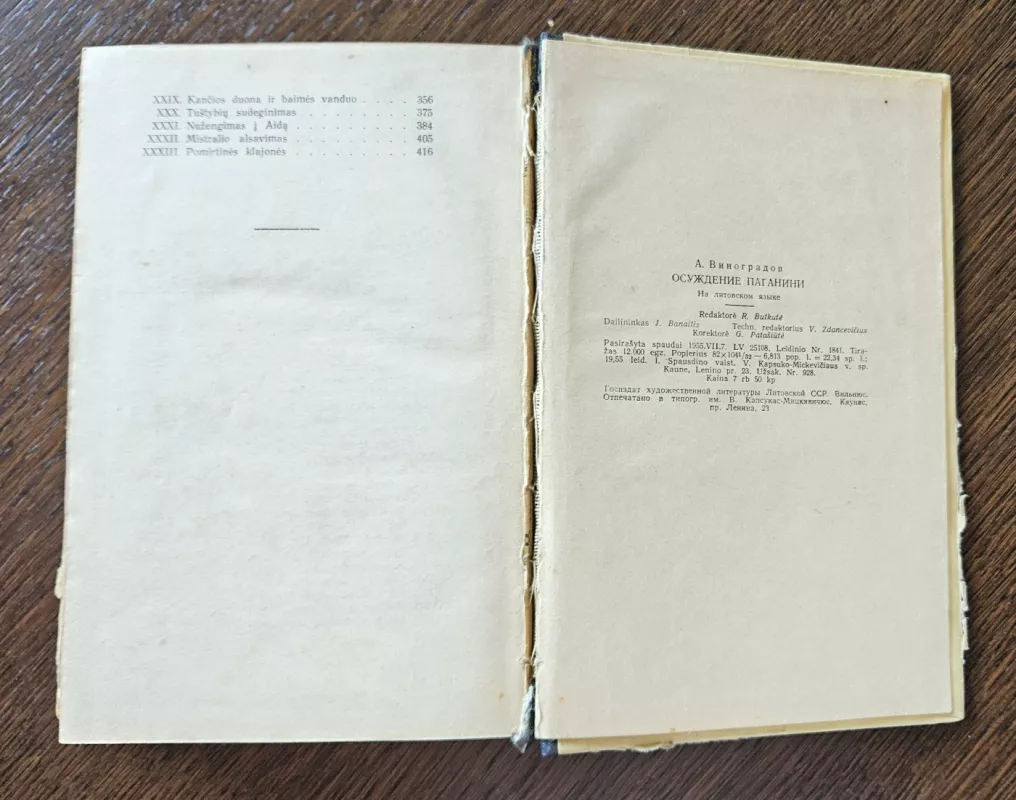 XXIX. Kančios duona ir baimės vanduo . . . . 356
XXX. Tuštybių sudeginimas . . . . . . . . 375
XXXI. Nužengimas į Aidą . . . . . . . . . 384
XXXII. Mistralio alsavimas . . . . . . . . . 405
XXXIII. Pomirtinės klajonės . . . . . . . . . 416
А. Виноградов
ОСУЖДЕНИЕ ПАГАНИНИ
На литовском языке
Redaktorė R. Butkutė
Dailininkas I. Banaitis Techn. redaktorius V. Zdancevičius
Korektorė G. Patašiūtė
Pasirašyta spaudai 1955.VII.7. LV 25108. Leidinio Nr. 1841. Tira-
žas 12.000 egz. Popierius 82×104¹/₃₂ — 6,813 pop. l. = 22,34 sp. l.;
19,55 leid. l. Spausdino valst. V. Kapsuko-Mickevičiaus v. sp.
Kaune, Lenino pr. 23. Užsak. Nr. 928.
Kaina 7 rb 50 kp
Госиздат художественной литературы Литовской ССР. Вильнюс.
Отпечатано в типогр. им. В. Капсукас-Мицкявичюс, Каунас,
пр. Ленина, 23